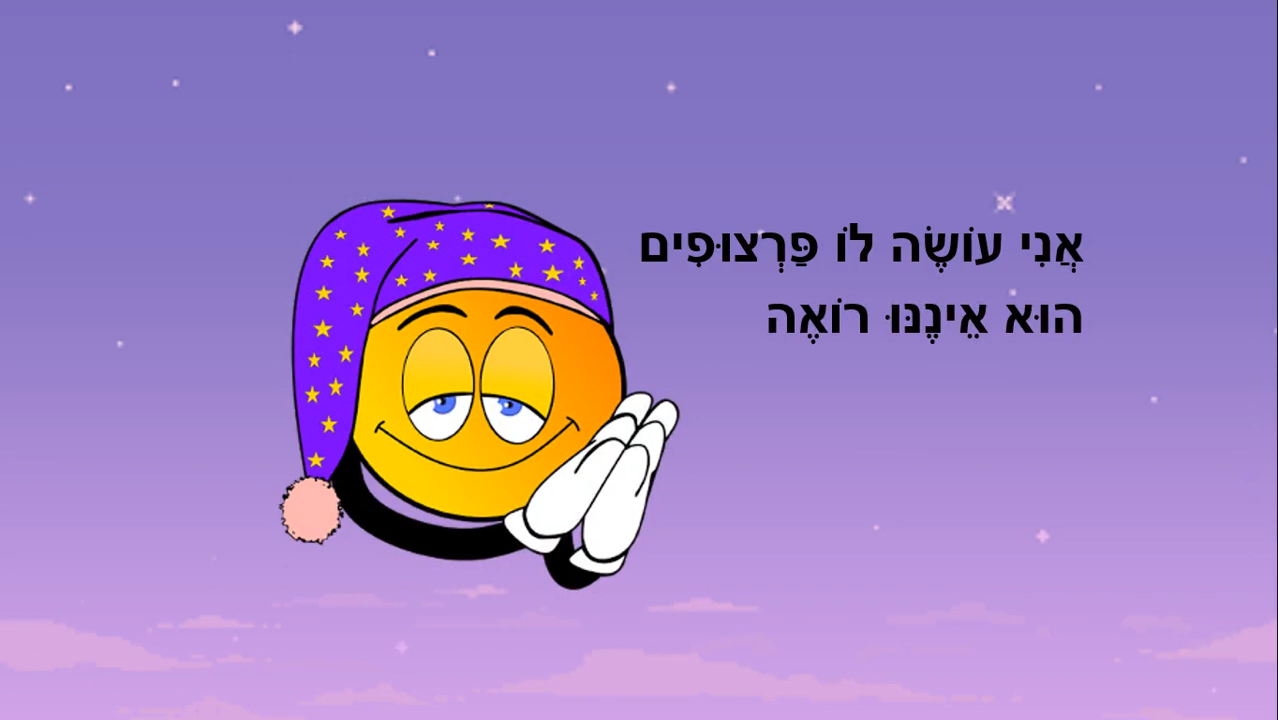 אֲנִי עוֹשֶׂה לוֹ פַּרְצוּפִים
הוּא אֵינֶנּוּ רוֹאֶה